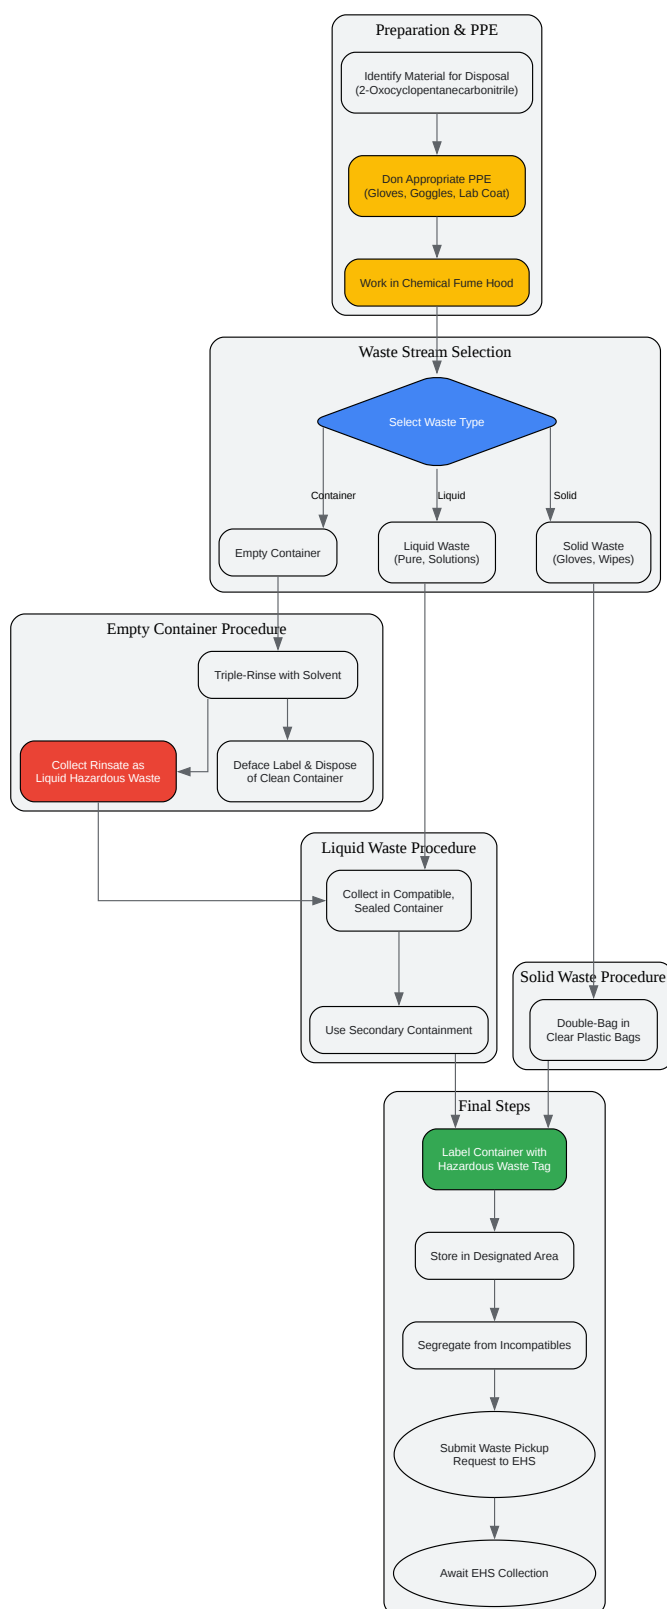 Preparation & PPE
Identify Material for Disposal
(2-Oxocyclopentanecarbonitrile)
Don Appropriate PPE
(Gloves, Goggles, Lab Coat)
Work in Chemical Fume Hood
Waste Stream Selection
Select Waste Type
Container
Liquid
Solid
Empty Container
Liquid Waste
(Pure, Solutions)
Solid Waste
(Gloves, Wipes)
Empty Container Procedure
Triple-Rinse with Solvent
Collect Rinsate as
Liquid Hazardous Waste
Deface Label & Dispose
of Clean Container
Liquid Waste Procedure
Collect in Compatible,
Sealed Container
Use Secondary Containment
Solid Waste Procedure
Double-Bag in
Clear Plastic Bags
Final Steps
Label Container with
Hazardous Waste Tag
Store in Designated Area
Segregate from Incompatibles
Submit Waste Pickup
Request to EHS
Await EHS Collection